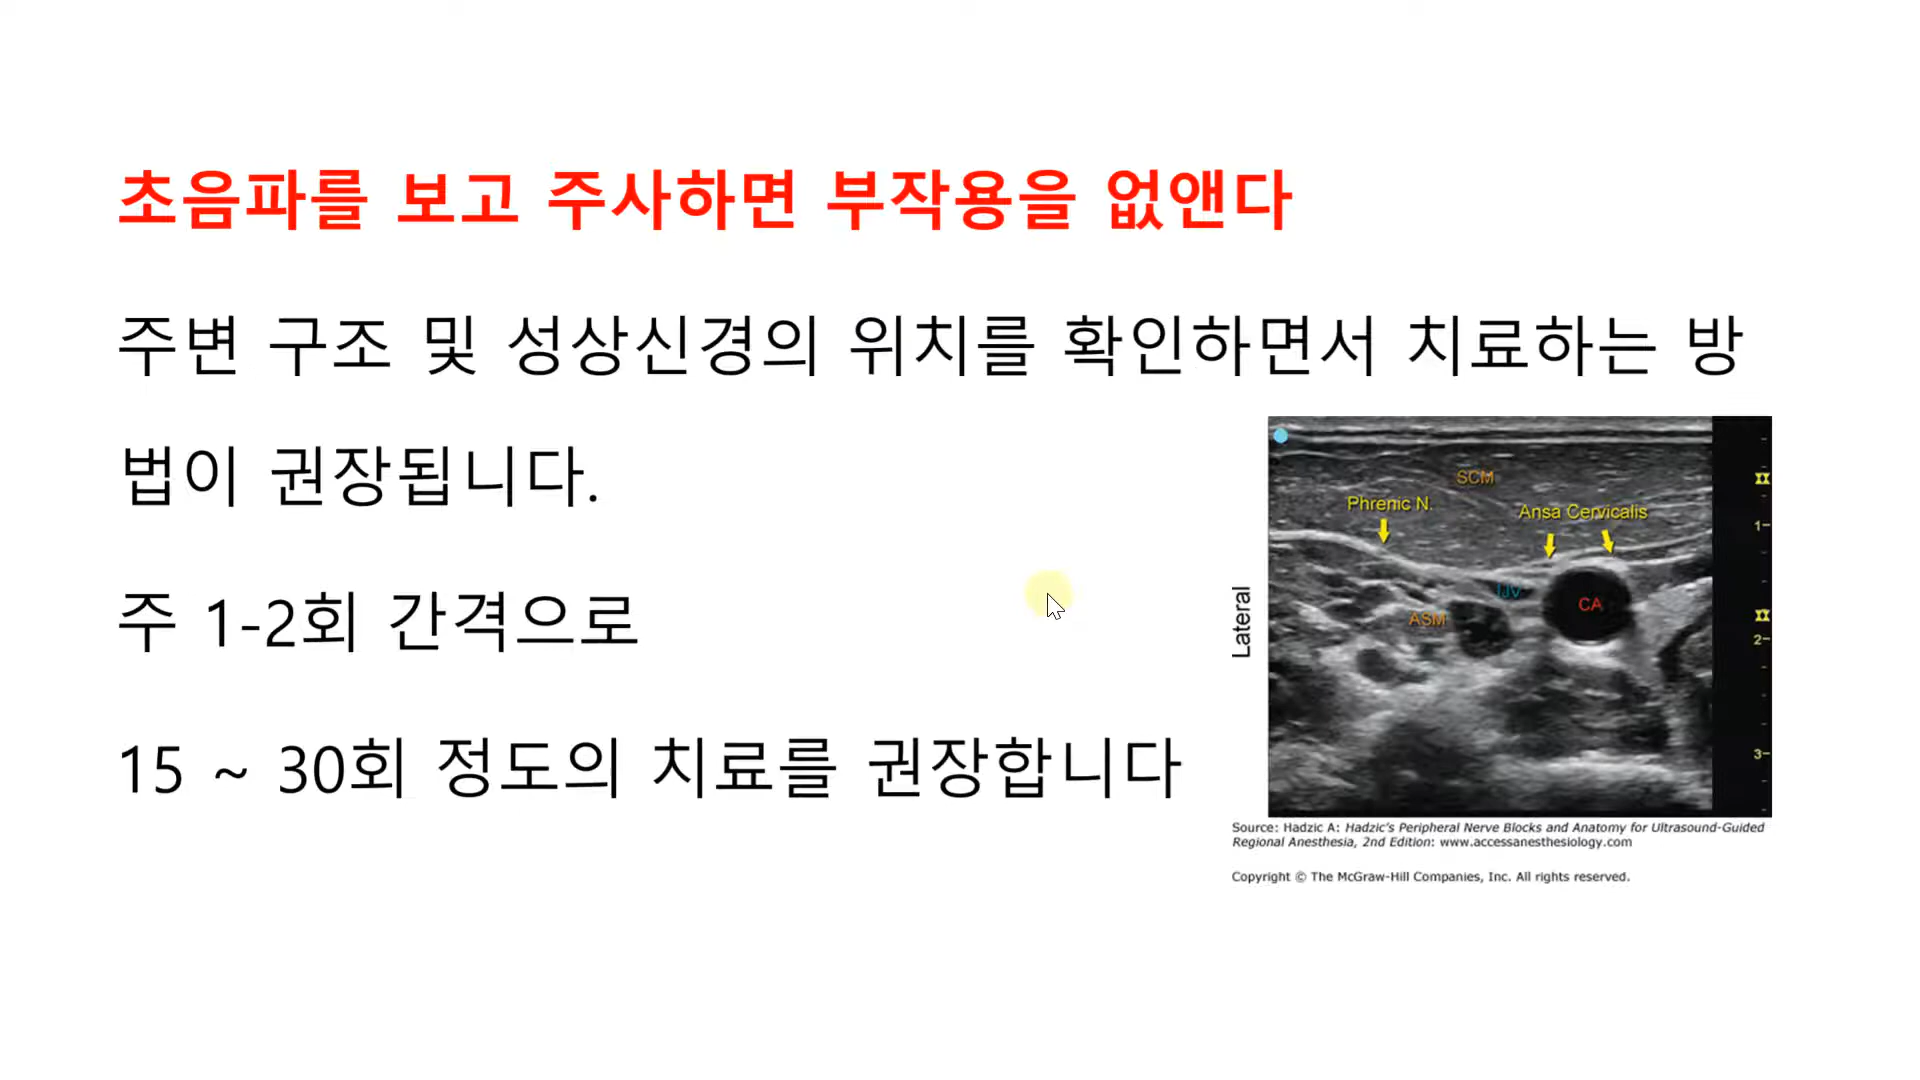 초음파를 보고 주사하면 부작용을 없앤다
주변 구조 및 성상신경의 위치를 확인하면서 치료하는 방
법이 권장됩니다.
주 1-2회 간격으로
15 ~ 30회 정도의 치료를 권장합니다
SCM
Phrenic N.
Ansa Cervicalis
IJV
CA
ASM
Lateral
1
2
3
Source: Hadzic A: Hadzic's Peripheral Nerve Blocks and Anatomy for Ultrasound-Guided
Regional Anesthesia, 2nd Edition: www.accessanesthesiology.com
Copyright © The McGraw-Hill Companies, Inc. All rights reserved.